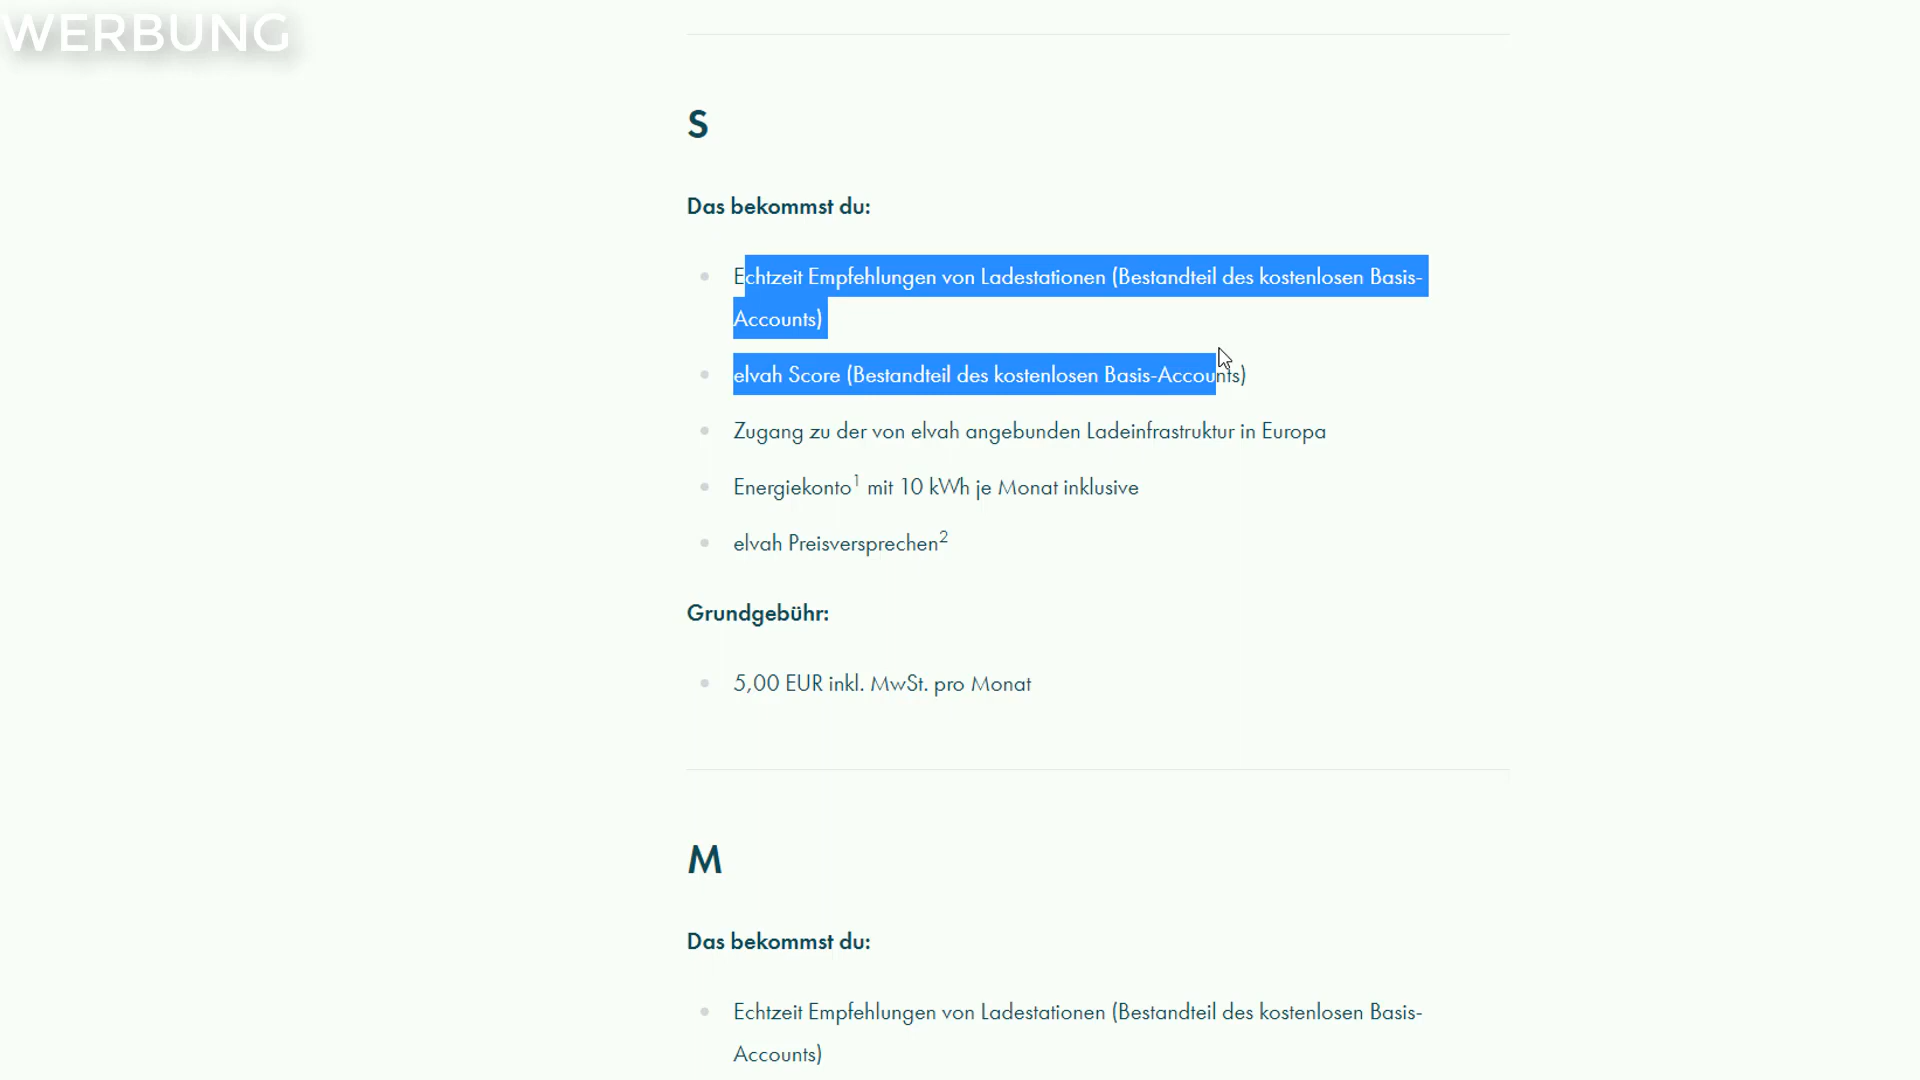 WERBUNG
S
Das bekommst du:
Echtzeit Empfehlungen von Ladestationen (Bestandteil des kostenlosen Basis-
Accounts)
elvah Score (Bestandteil des kostenlosen Basis-Accounts)
Zugang zu der von elvah angebunden Ladeinfrastruktur in Europa
Energiekonto¹ mit 10 kWh je Monat inklusive
elvah Preisversprechen²
Grundgebühr:
5,00 EUR inkl. MwSt. pro Monat
M
Das bekommst du:
Echtzeit Empfehlungen von Ladestationen (Bestandteil des kostenlosen Basis-
Accounts)